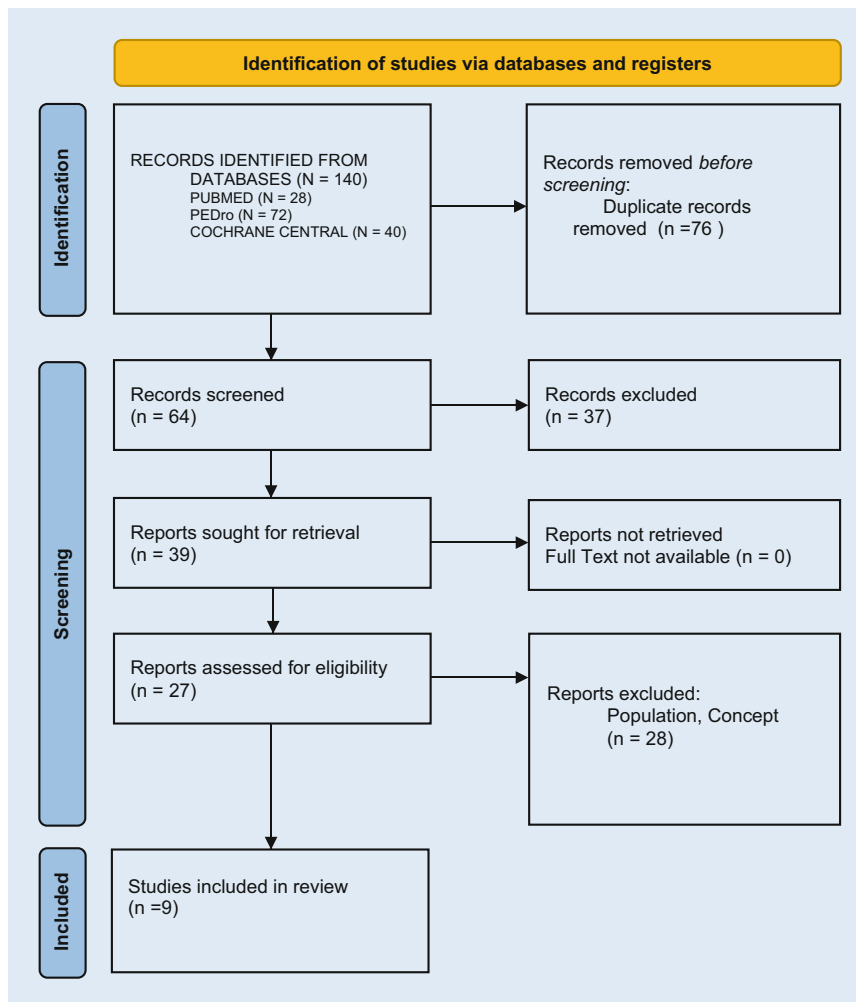 Identification of studies via databases and registers
Identification
RECORDS IDENTIFIED FROM
DATABASES (N = 140)
PUBMED (N = 28)
PEDro (N = 72)
COCHRANE CENTRAL (N = 40)
Records removed before
screening:
Duplicate records
removed (n =76 )
Screening
Records screened
(n = 64)
Records excluded
(n = 37)
Reports sought for retrieval
(n = 39)
Reports not retrieved
Full Text not available (n = 0)
Reports assessed for eligibility
(n = 27)
Reports excluded:
Population, Concept
(n = 28)
Included
Studies included in review
(n =9)